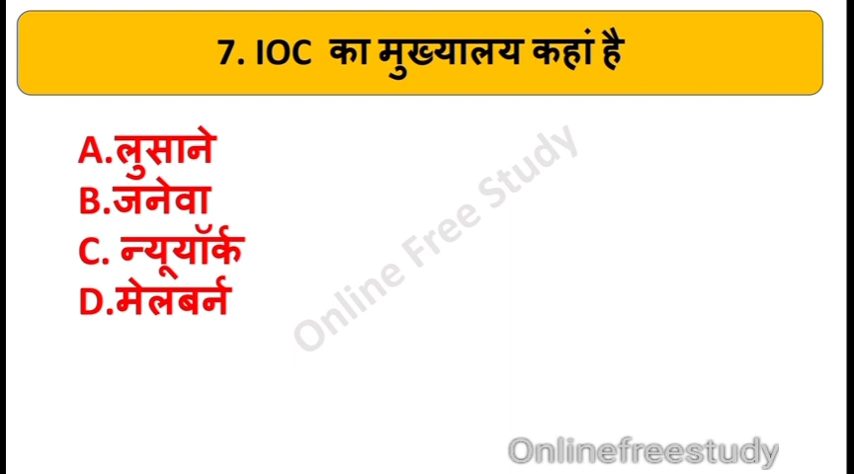 7. IOC का मुख्यालय कहां है
A.लुसाने
B.जनेवा
C. न्यूयॉर्क
D.मेलबर्न
Online Free Study
Onlinefreestudy